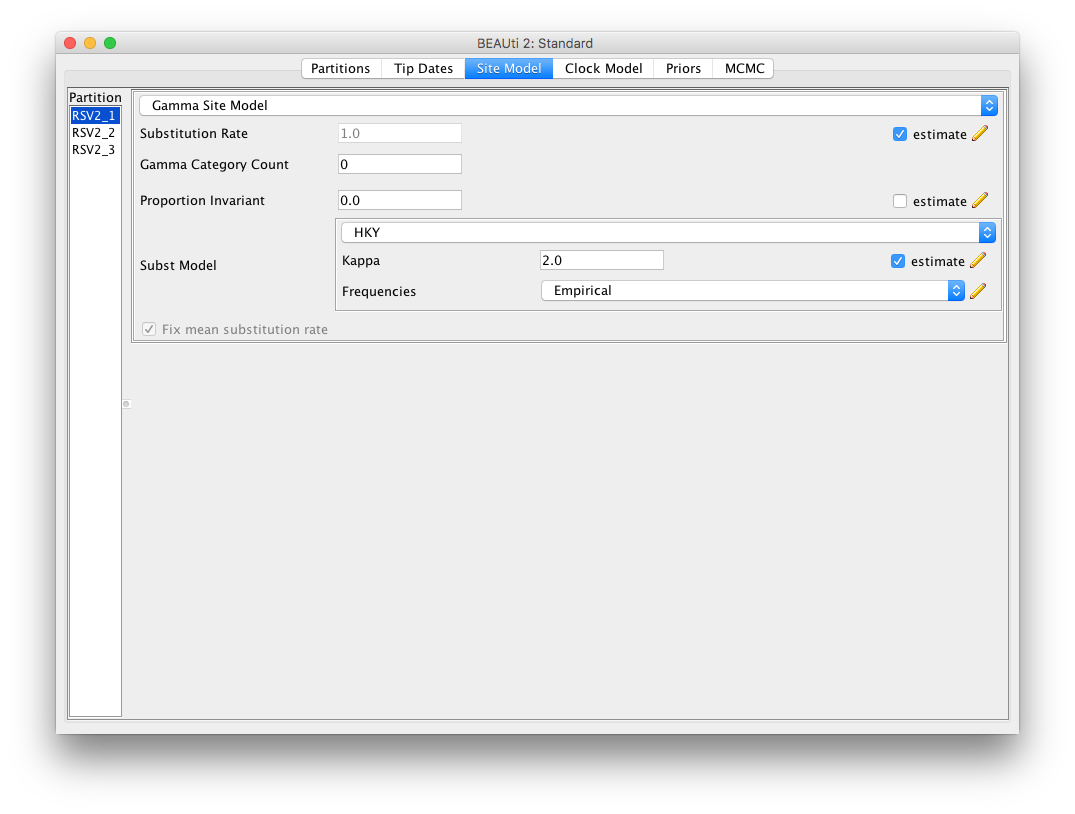 BEAUti 2: Standard
Partitions Tip Dates Site Model Clock Model Priors MCMC
Partition
RSV2_1
RSV2_2
RSV2_3
Gamma Site Model
Substitution Rate 1.0 estimate
Gamma Category Count 0
Proportion Invariant 0.0 estimate
Subst Model
HKY
Kappa 2.0 estimate
Frequencies Empirical
Fix mean substitution rate